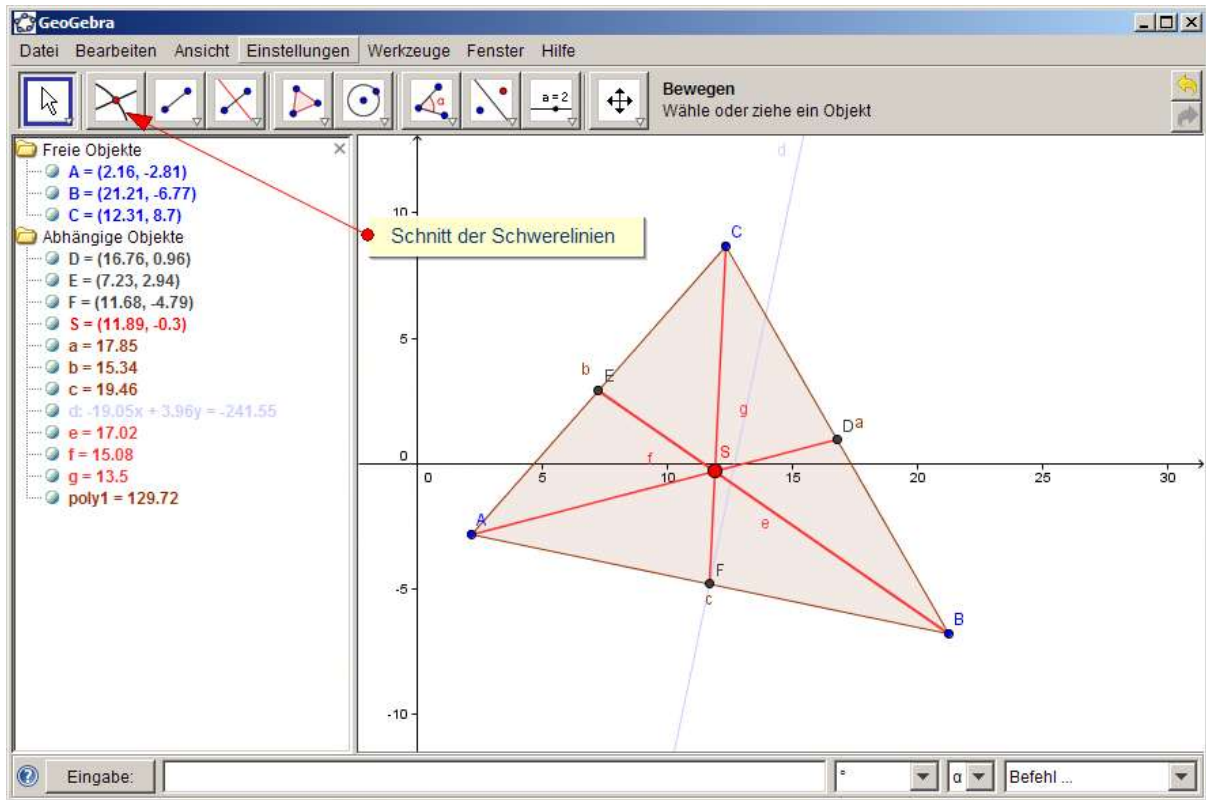 GeoGebra
Datei Bearbeiten Ansicht Einstellungen Werkzeuge Fenster Hilfe
α
a=2
Bewegen
Wähle oder ziehe ein Objekt
Freie Objekte
A = (2.16, -2.81)
B = (21.21, -6.77)
C = (12.31, 8.7)
Abhängige Objekte
D = (16.76, 0.96)
E = (7.23, 2.94)
F = (11.68, -4.79)
S = (11.89, -0.3)
a = 17.85
b = 15.34
c = 19.46
d: -19.05x + 3.96y = -241.55
e = 17.02
f = 15.08
g = 13.5
poly1 = 129.72
d
10
Schnitt der Schwerelinien
C
5
b
E
g
D a
S
f
0
0 5 10 15 20 25 30
A
e
F
-5
c
B
-10
Eingabe:
°
α
Befehl ...